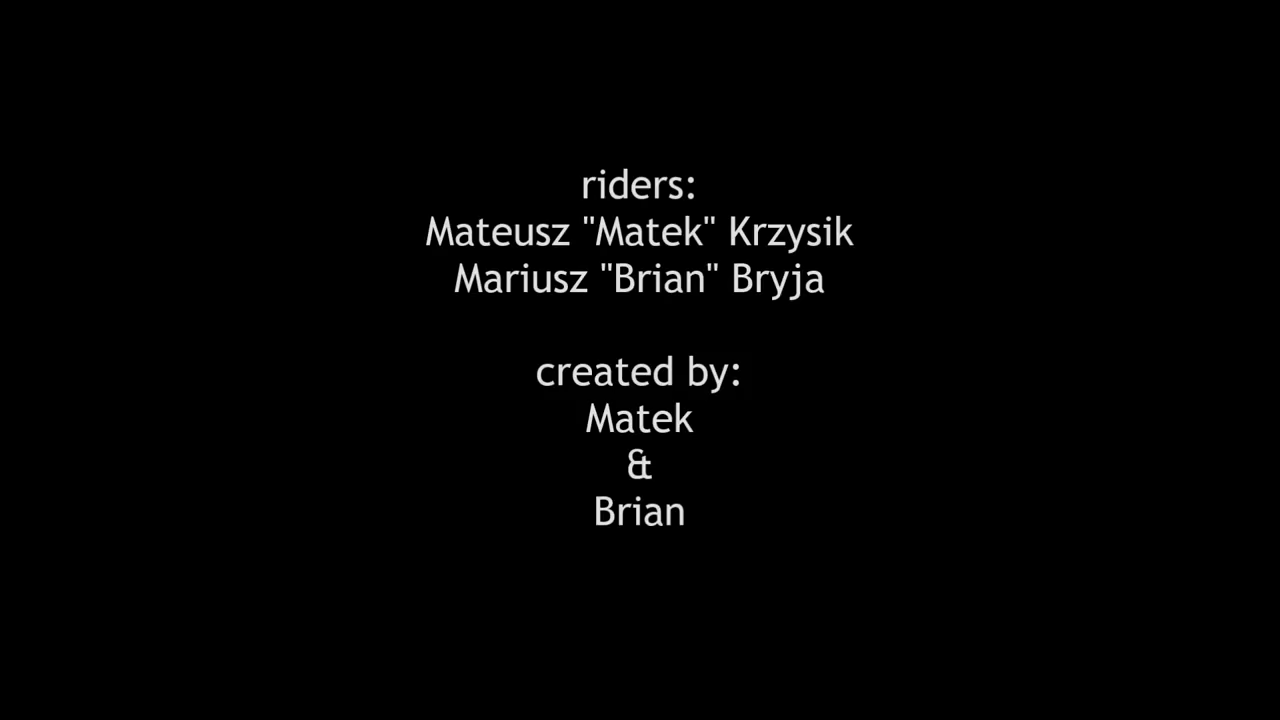 riders:
Mateusz "Matek" Krzysik
Mariusz "Brian" Bryja
created by:
Matek
&
Brian